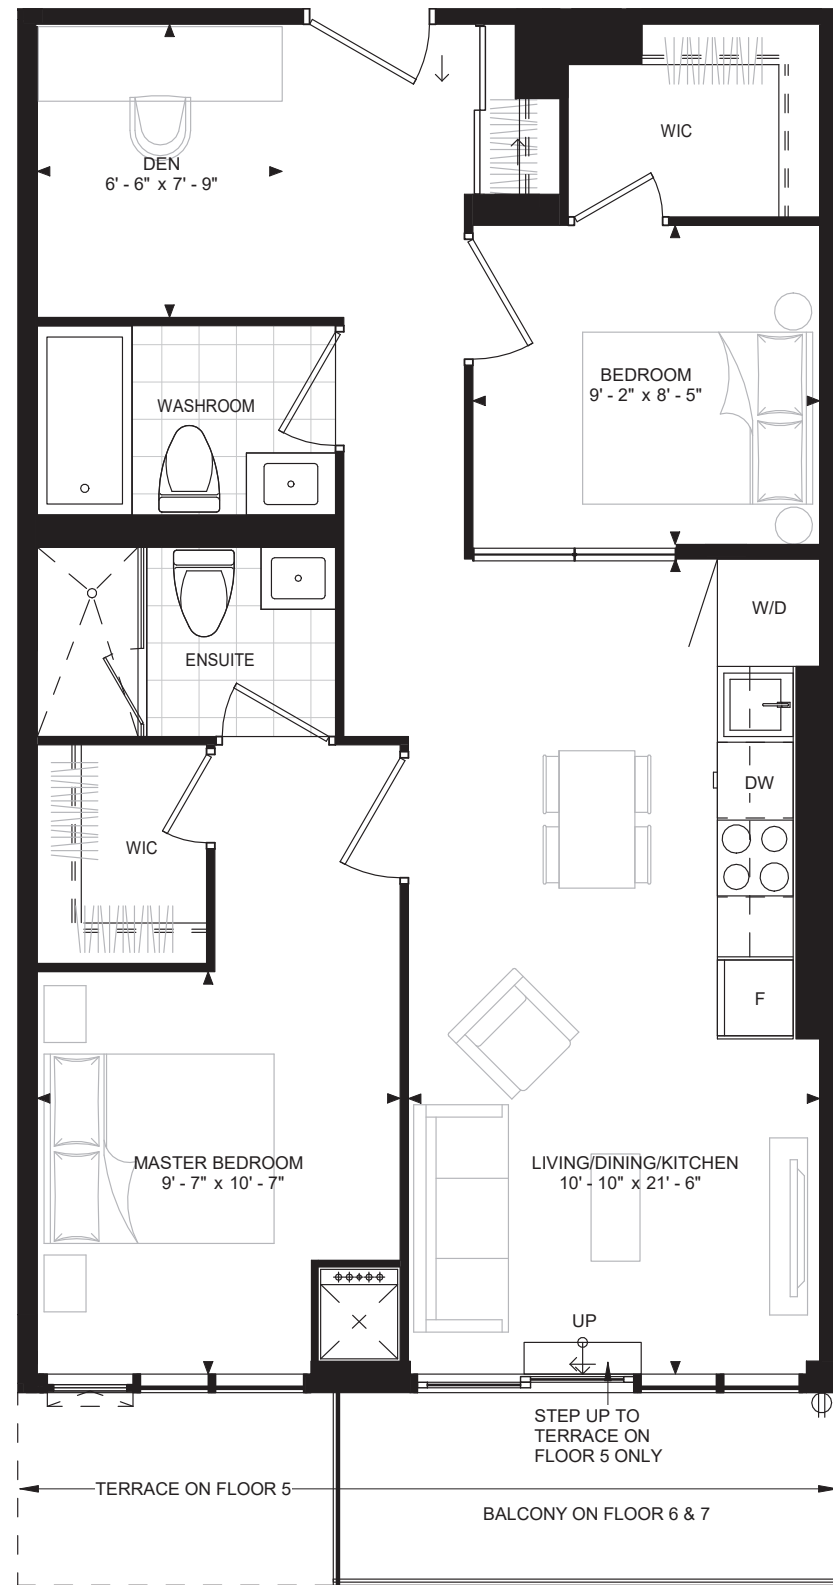 WIC
DEN
6' - 6" x 7' - 9"
BEDROOM
9' - 2" x 8' - 5"
WASHROOM
W/D
ENSUITE
DW
WIC
F
MASTER BEDROOM
9' - 7" x 10' - 7"
LIVING/DINING/KITCHEN
10' - 10" x 21' - 6"
UP
STEP UP TO
TERRACE ON
FLOOR 5 ONLY
TERRACE ON FLOOR 5
BALCONY ON FLOOR 6 & 7